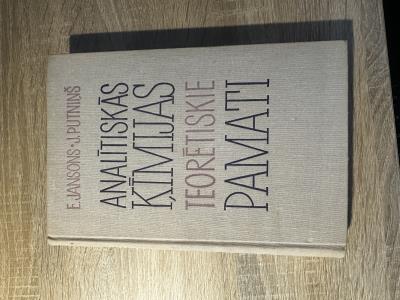 E. JANSONS • J. PUTNIŅŠ
ANALĪTISKĀS
ĶĪMIJAS
TEORĒTISKIE
PAMATI